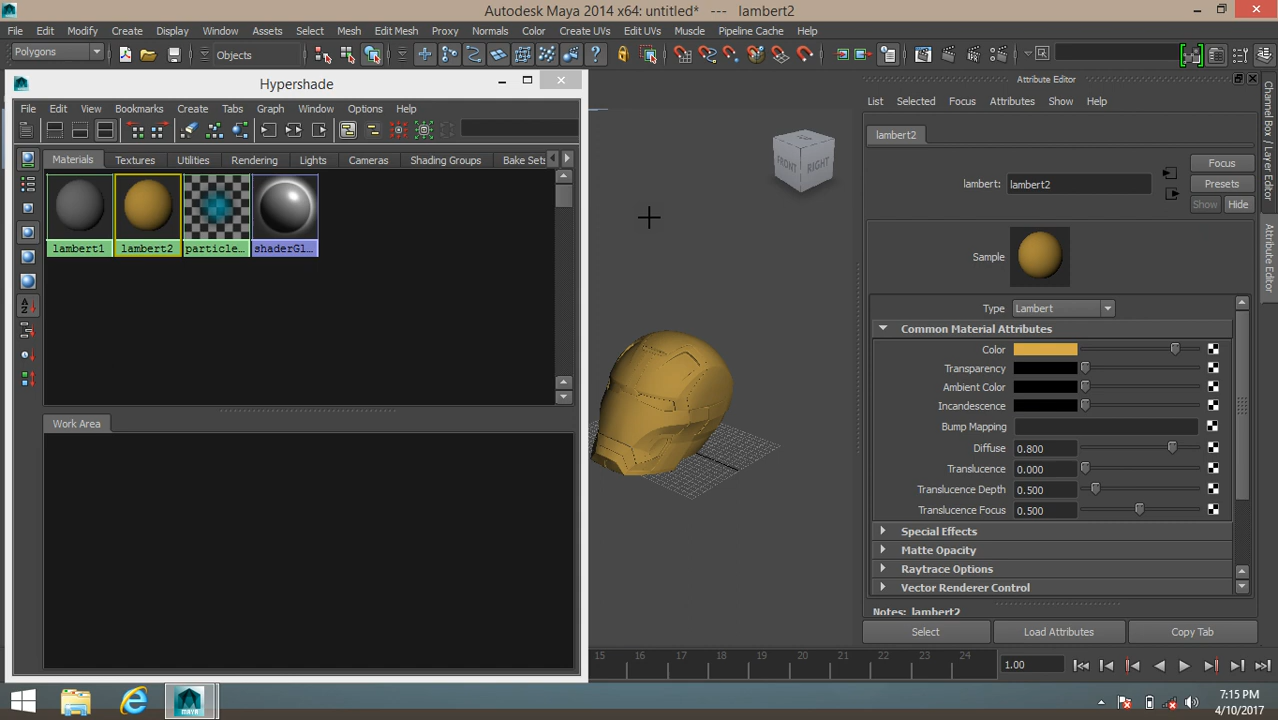 Autodesk Maya 2014 x64: untitled* --- lambert2
File Edit Modify Create Display Window Assets Select Mesh Edit Mesh Proxy Normals Color Create UVs Edit UVs Muscle Pipeline Cache Help
Polygons Objects
Hypershade
File Edit View Bookmarks Create Tabs Graph Window Options Help
Materials Textures Utilities Rendering Lights Cameras Shading Groups Bake Sets
lambert1 lambert2 particle... shaderGl...
Work Area
FRONT RIGHT
Attribute Editor
List Selected Focus Attributes Show Help
lambert2
Focus
lambert: lambert2
Presets
Show Hide
Sample
Type Lambert
Common Material Attributes
Color
Transparency
Ambient Color
Incandescence
Bump Mapping
Diffuse 0.800
Translucence 0.000
Translucence Depth 0.500
Translucence Focus 0.500
Special Effects
Matte Opacity
Raytrace Options
Vector Renderer Control
Notes: lambert2
Select Load Attributes Copy Tab
Channel Box / Layer Editor
Attribute Editor
15 16 17 18 19 20 21 22 23 24 1.00
MAYA
7:15 PM
4/10/2017